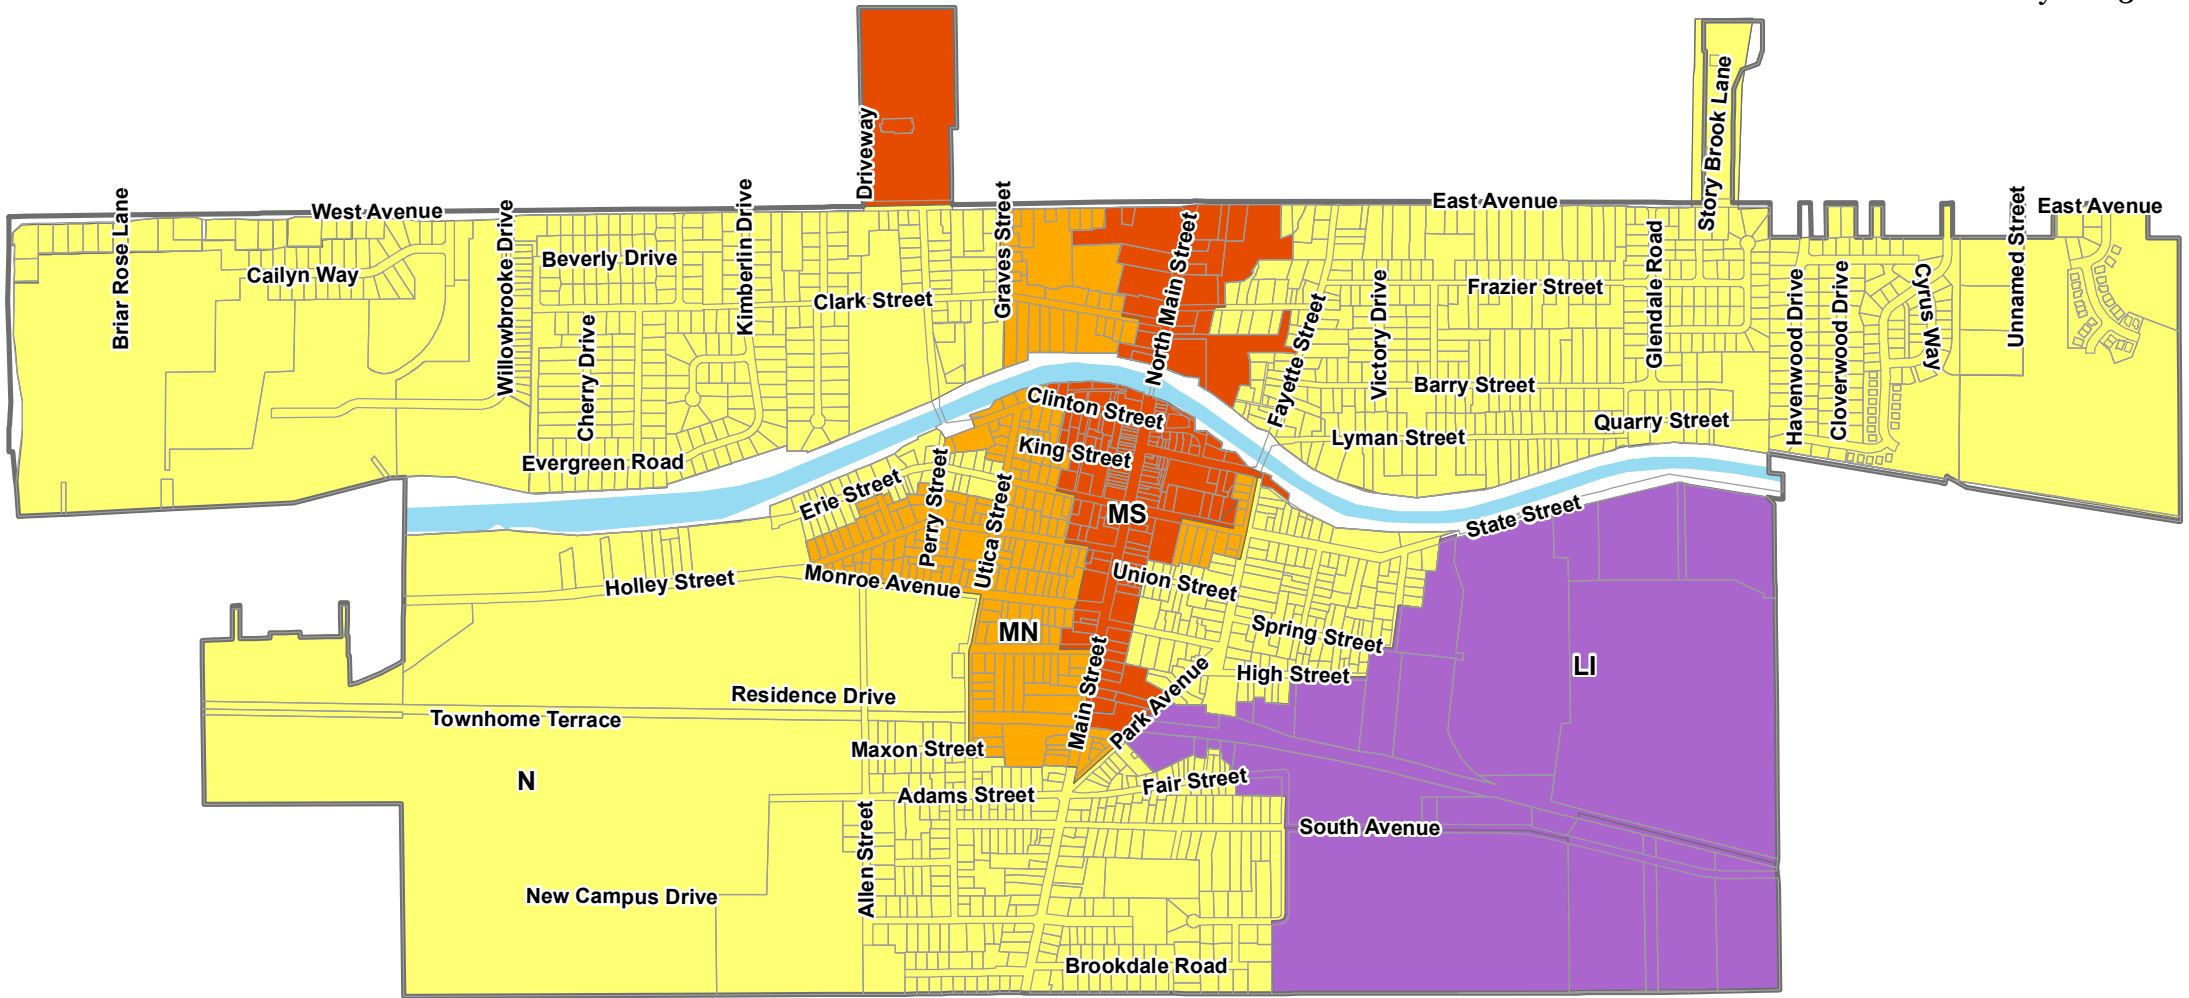 Driveway
Story Brook Lane
West Avenue
East Avenue
East Avenue
Briar Rose Lane
Willowbrooke Drive
Kimberlin Drive
Graves Street
North Main Street
Unnamed Street
Cailyn Way
Beverly Drive
Clark Street
Frazier Street
Glendale Road
Havenwood Drive
Cloverwood Drive
Cyrus Way
Cherry Drive
Fayette Street
Victory Drive
Barry Street
Clinton Street
Quarry Street
Lyman Street
King Street
Evergreen Road
Erie Street
Perry Street
Utica Street
MS
State Street
Holley Street
Monroe Avenue
Union Street
MN
Spring Street
LI
High Street
Residence Drive
Main Street
Park Avenue
Townhome Terrace
Maxon Street
N
Fair Street
Adams Street
South Avenue
Allen Street
New Campus Drive
Brookdale Road